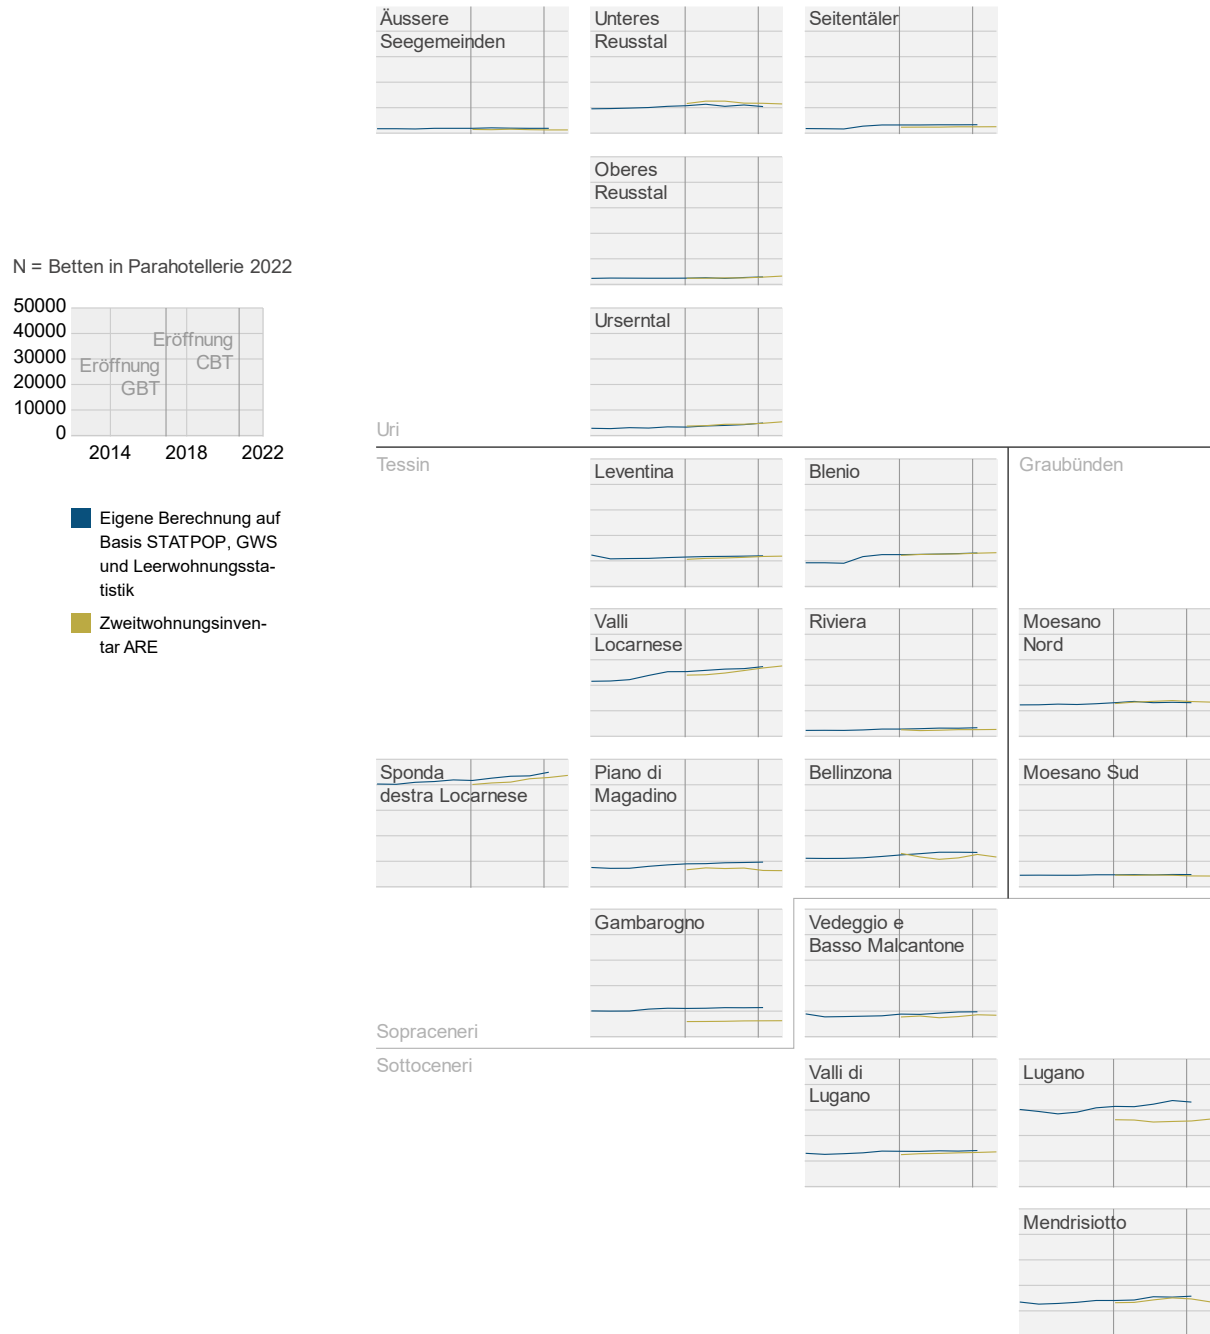 Äussere
Seegemeinden
Unteres
Reusstal
Seitentäler
Oberes
Reusstal
N = Betten in Parahotellerie 2022
50000
40000
30000
20000
10000
0
Eröffnung
GBT
Eröffnung
CBT
2014
2018
2022
Urserntal
Uri
Tessin
Graubünden
Eigene Berechnung auf
Basis STATPOP, GWS
und Leerwohnungssta-
tistik
Zweitwohnungsinven-
tar ARE
Leventina
Blenio
Valli
Locarnese
Riviera
Moesano
Nord
Sponda
destra Locarnese
Piano di
Magadino
Bellinzona
Moesano Sud
Gambarogno
Vedeggio e
Basso Malcantone
Sopraceneri
Sottoceneri
Valli di
Lugano
Lugano
Mendrisiotto